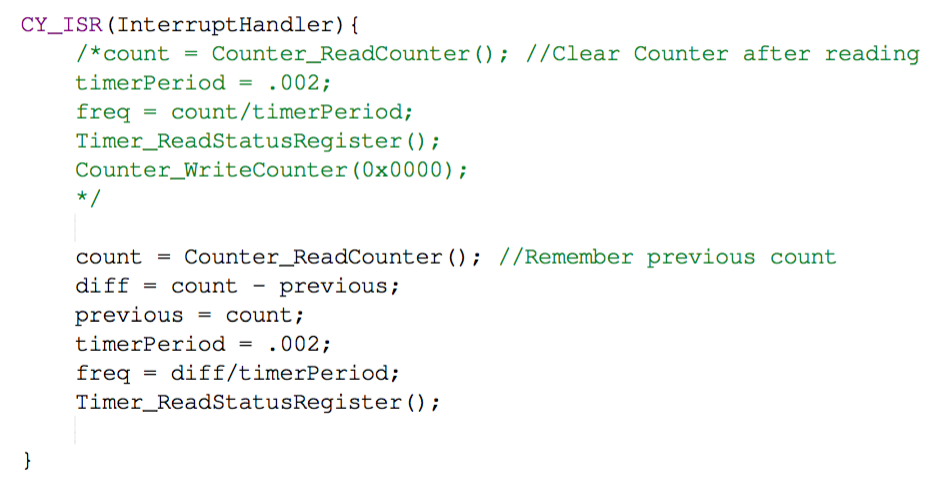 CY_ISR(InterruptHandler){
/*count = Counter_ReadCounter(); //Clear Counter after reading
timerPeriod = .002;
freq = count/timerPeriod;
Timer_ReadStatusRegister();
Counter_WriteCounter(0x0000);
*/
count = Counter_ReadCounter(); //Remember previous count
diff = count - previous;
previous = count;
timerPeriod = .002;
freq = diff/timerPeriod;
Timer_ReadStatusRegister();
}